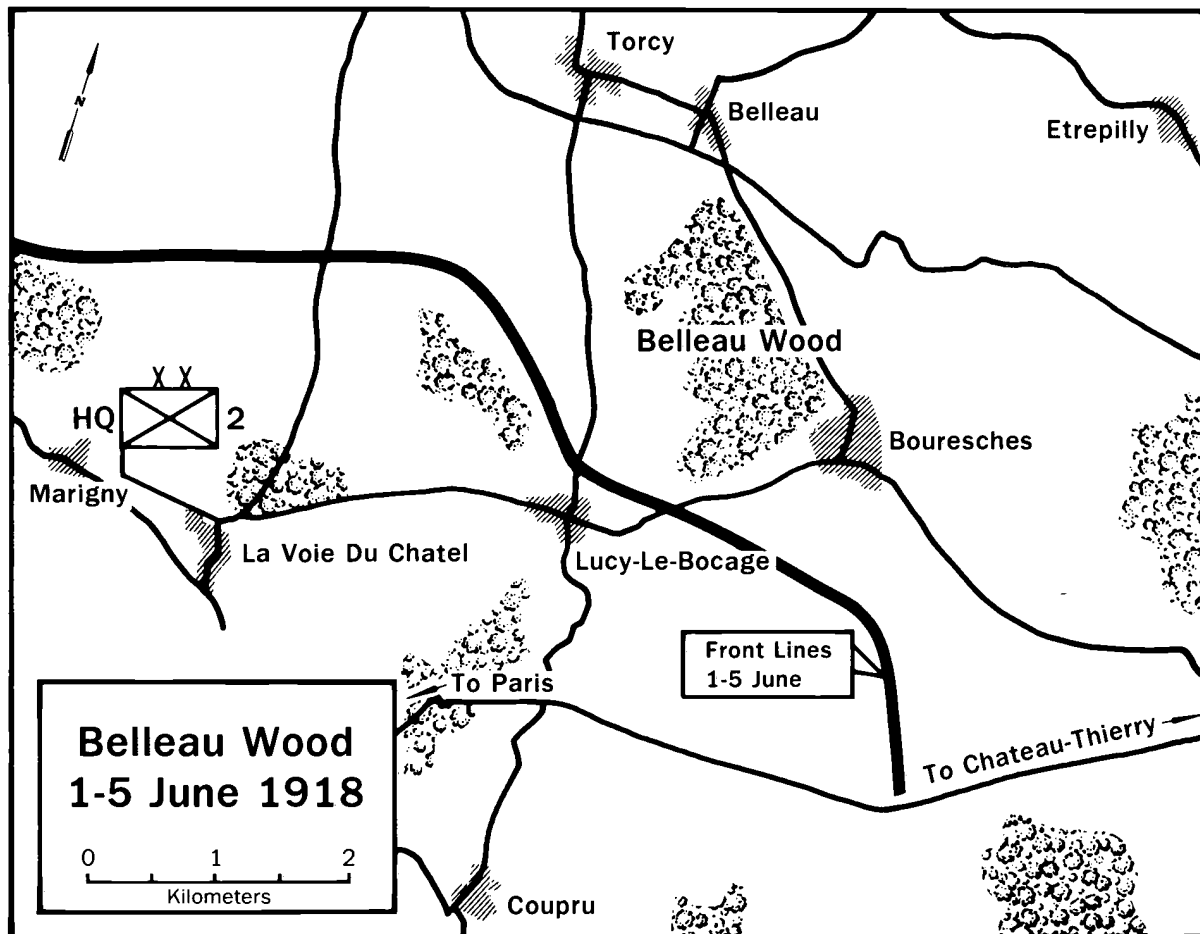 Torcy
N
Belleau
Etrepilly
Belleau Wood
XX
HQ 2
Bouresches
Marigny
La Voie Du Chatel
Lucy-Le-Bocage
Front Lines
1-5 June
To Paris
To Chateau-Thierry
Belleau Wood
1-5 June 1918
0 1 2
Kilometers
Coupru